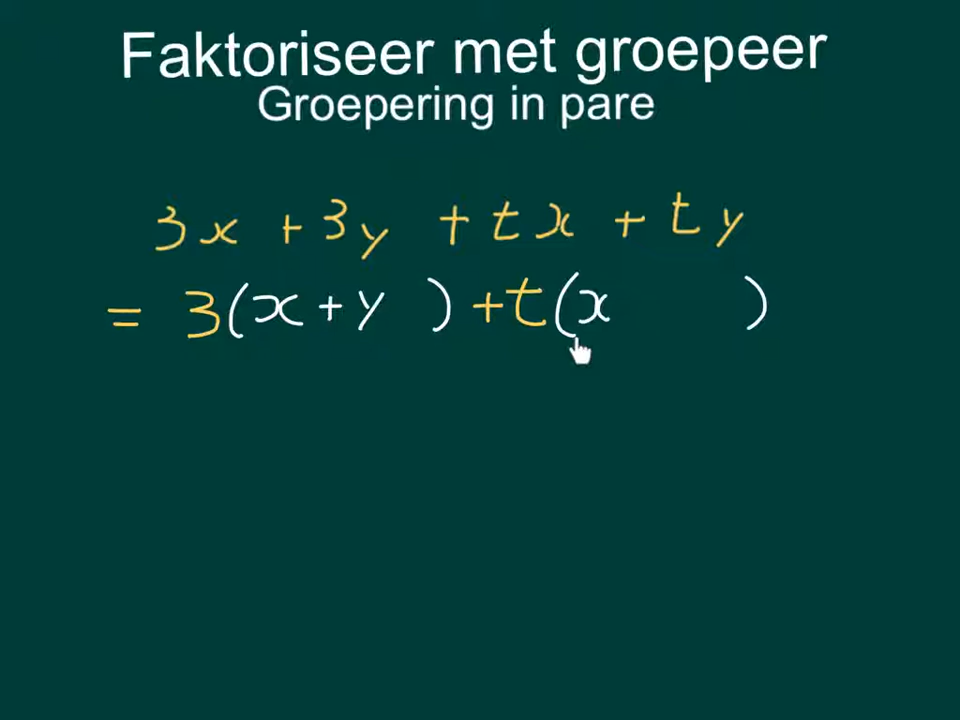 Faktoriseer met groepeer
Groepering in pare
3x + 3y + tx + ty
= 3(x + y ) + t(x )